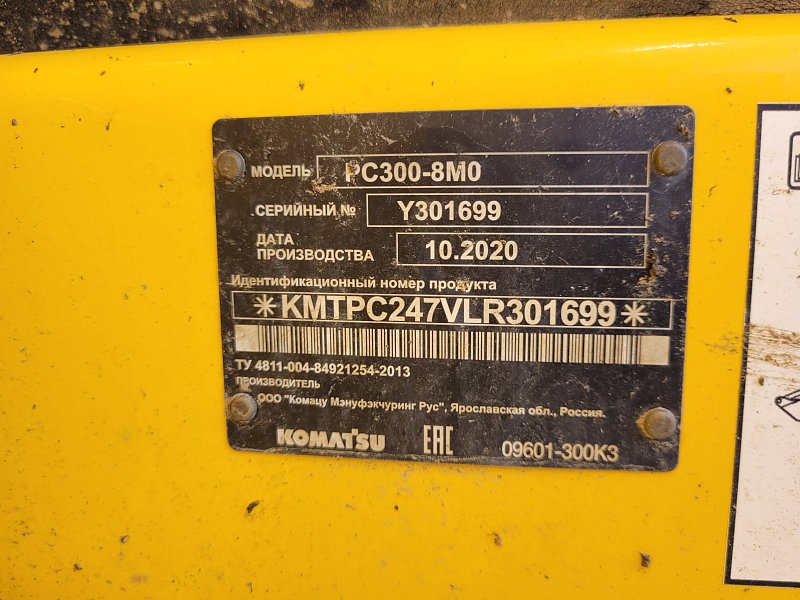 МОДЕЛЬ PC300-8M0
СЕРИЙНЫЙ № Y301699
ДАТА
ПРОИЗВОДСТВА 10.2020
Идентификационный номер продукта
*KMTPC247VLR301699*
ТУ 4811-004-84921254-2013
ПРОИЗВОДИТЕЛЬ
ООО "Комацу Мэнуфэкчуринг Рус", Ярославская обл., Россия.
KOMATSU EAC 09601-300K3